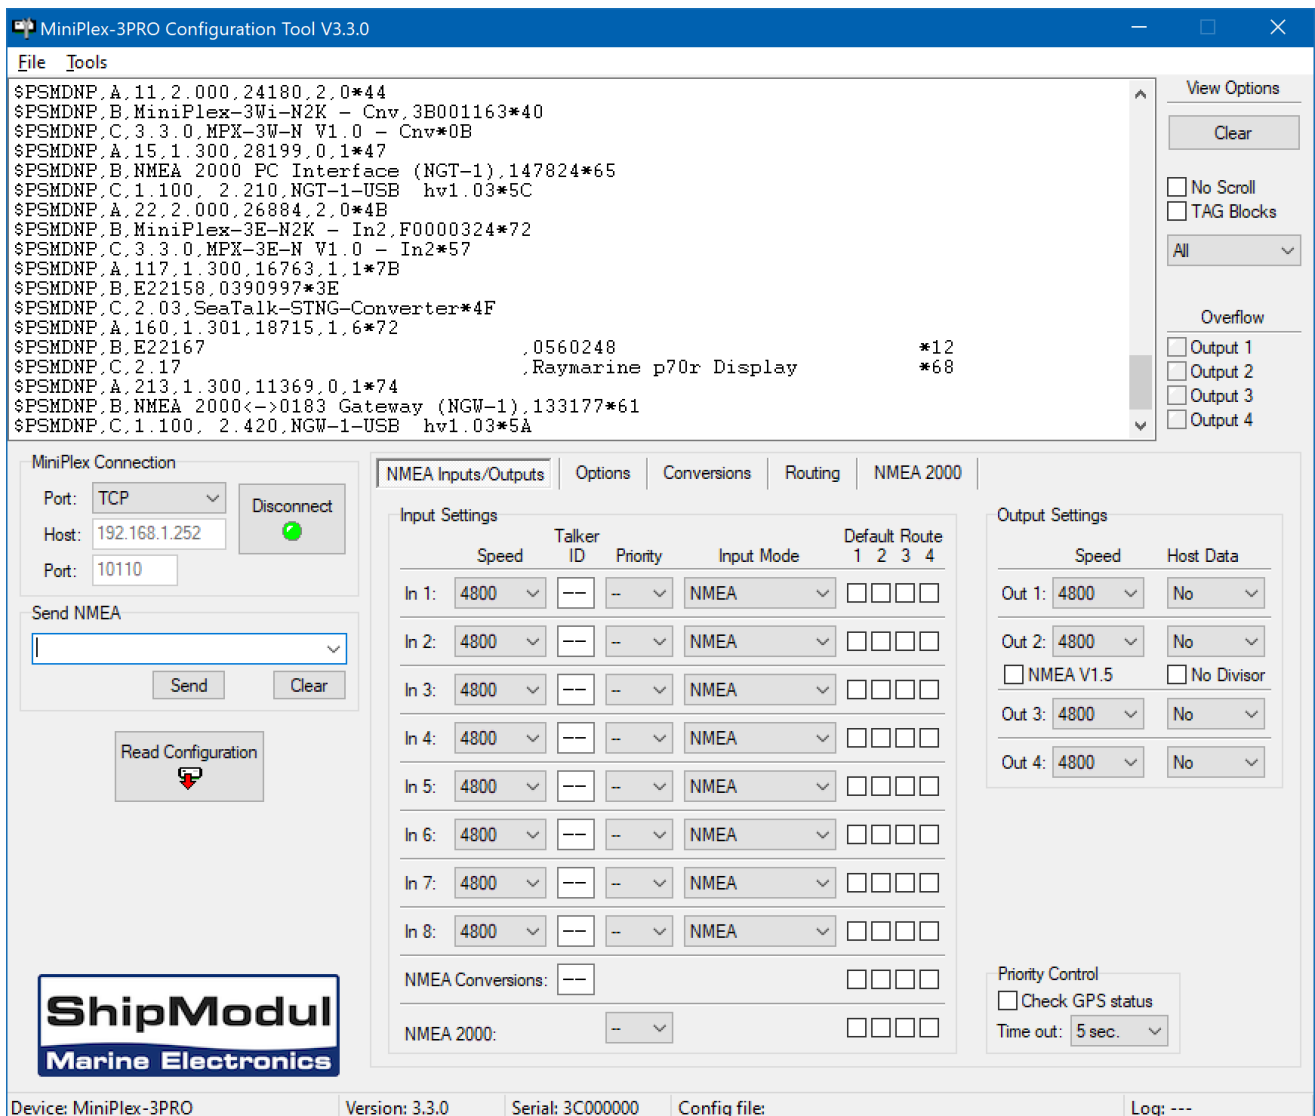 MiniPlex-3PRO Configuration Tool V3.3.0
File Tools
$PSMDNP,A,11,2.000,24180,2,0*44
$PSMDNP,B,MiniPlex-3Wi-N2K - Cnv,3B001163*40
$PSMDNP,C,3.3.0,MPX-3W-N V1.0 - Cnv*0B
$PSMDNP,A,15,1.300,28199,0,1*47
$PSMDNP,B,NMEA 2000 PC Interface (NGT-1),147824*65
$PSMDNP,C,1.100, 2.210,NGT-1-USB  hv1.03*5C
$PSMDNP,A,22,2.000,26884,2,0*4B
$PSMDNP,B,MiniPlex-3E-N2K - In2,F0000324*72
$PSMDNP,C,3.3.0,MPX-3E-N V1.0 - In2*57
$PSMDNP,A,117,1.300,16763,1,1*7B
$PSMDNP,B,E22158,0390997*3E
$PSMDNP,C,2.03,SeaTalk-STNG-Converter*4F
$PSMDNP,A,160,1.301,18715,1,6*72
$PSMDNP,B,E22167 ,0560248 *12
$PSMDNP,C,2.17 ,Raymarine p70r Display *68
$PSMDNP,A,213,1.300,11369,0,1*74
$PSMDNP,B,NMEA 2000<->0183 Gateway (NGW-1),133177*61
$PSMDNP,C,1.100, 2.420,NGW-1-USB  hv1.03*5A
View Options
Clear
No Scroll
TAG Blocks
All
Overflow
Output 1
Output 2
Output 3
Output 4
MiniPlex Connection
Port: TCP
Disconnect
Host: 192.168.1.252
Port: 10110
Send NMEA
Send Clear
Read Configuration
ShipModul
Marine Electronics
NMEA Inputs/Outputs Options Conversions Routing NMEA 2000
Input Settings
Speed Talker ID Priority Input Mode Default Route 1 2 3 4
In 1: 4800 -- -- NMEA
In 2: 4800 -- -- NMEA
In 3: 4800 -- -- NMEA
In 4: 4800 -- -- NMEA
In 5: 4800 -- -- NMEA
In 6: 4800 -- -- NMEA
In 7: 4800 -- -- NMEA
In 8: 4800 -- -- NMEA
NMEA Conversions: --
NMEA 2000: --
Output Settings
Speed Host Data
Out 1: 4800 No
Out 2: 4800 No
NMEA V1.5 No Divisor
Out 3: 4800 No
Out 4: 4800 No
Priority Control
Check GPS status
Time out: 5 sec.
Device: MiniPlex-3PRO Version: 3.3.0 Serial: 3C000000 Config file: Log: ---